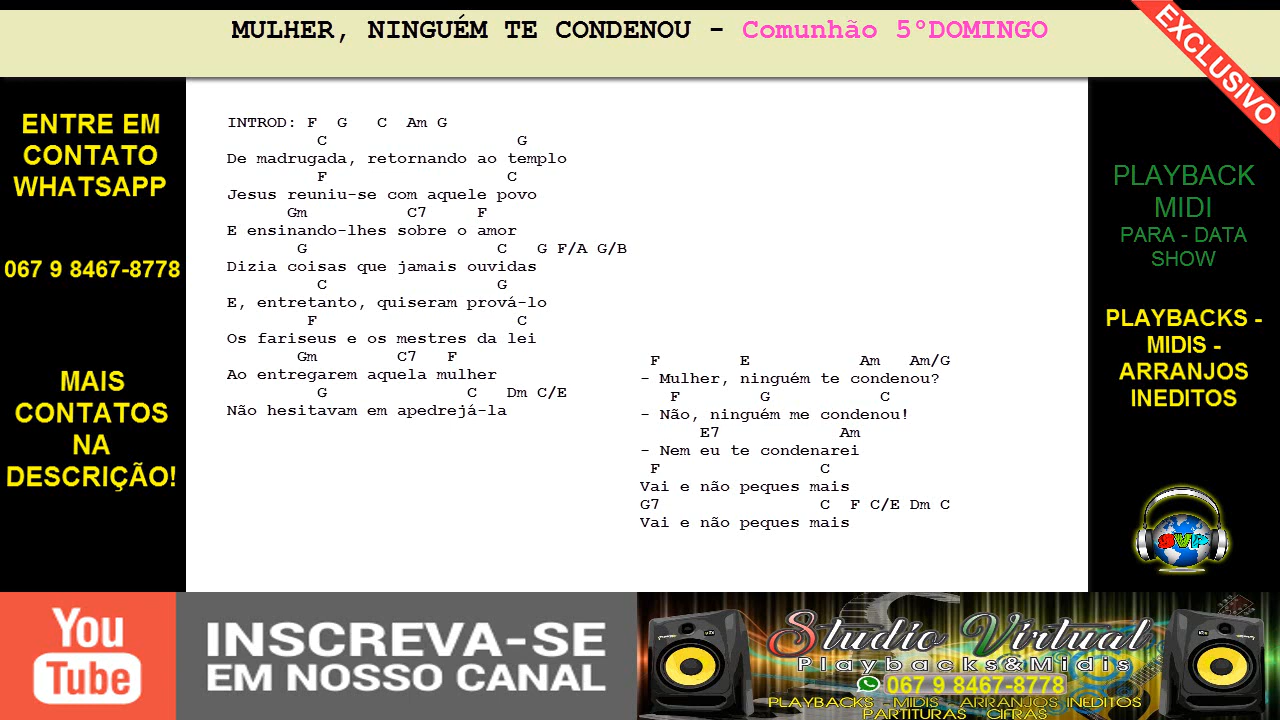 MULHER, NINGUÉM TE CONDENOU - Comunhão 5ºDOMINGO
EXCLUSIVO
ENTRE EM
CONTATO
WHATSAPP
067 9 8467-8778
MAIS
CONTATOS
NA
DESCRIÇÃO!
INTROD: F  G   C  Am G
         C                   G
De madrugada, retornando ao templo
         F                  C
Jesus reuniu-se com aquele povo
      Gm          C7     F
E ensinando-lhes sobre o amor
       G                   C   G F/A G/B
Dizia coisas que jamais ouvidas
         C                 G
E, entretanto, quiseram prová-lo
        F                    C
Os fariseus e os mestres da lei
       Gm         C7   F
Ao entregarem aquela mulher
         G              C   Dm C/E
Não hesitavam em apedrejá-la
 F        E           Am   Am/G
- Mulher, ninguém te condenou?
   F        G           C
- Não, ninguém me condenou!
      E7            Am
- Nem eu te condenarei
 F                C
Vai e não peques mais
G7                C  F C/E Dm C
Vai e não peques mais
PLAYBACK
MIDI
PARA - DATA
SHOW
PLAYBACKS -
MIDIS -
ARRANJOS
INEDITOS
SVP
You
Tube
INSCREVA-SE
EM NOSSO CANAL
Studio Virtual
Playbacks&Midis
067 9 8467-8778
PLAYBACKS - MIDIS - ARRANJOS INEDITOS
PARTITURAS - CIFRAS